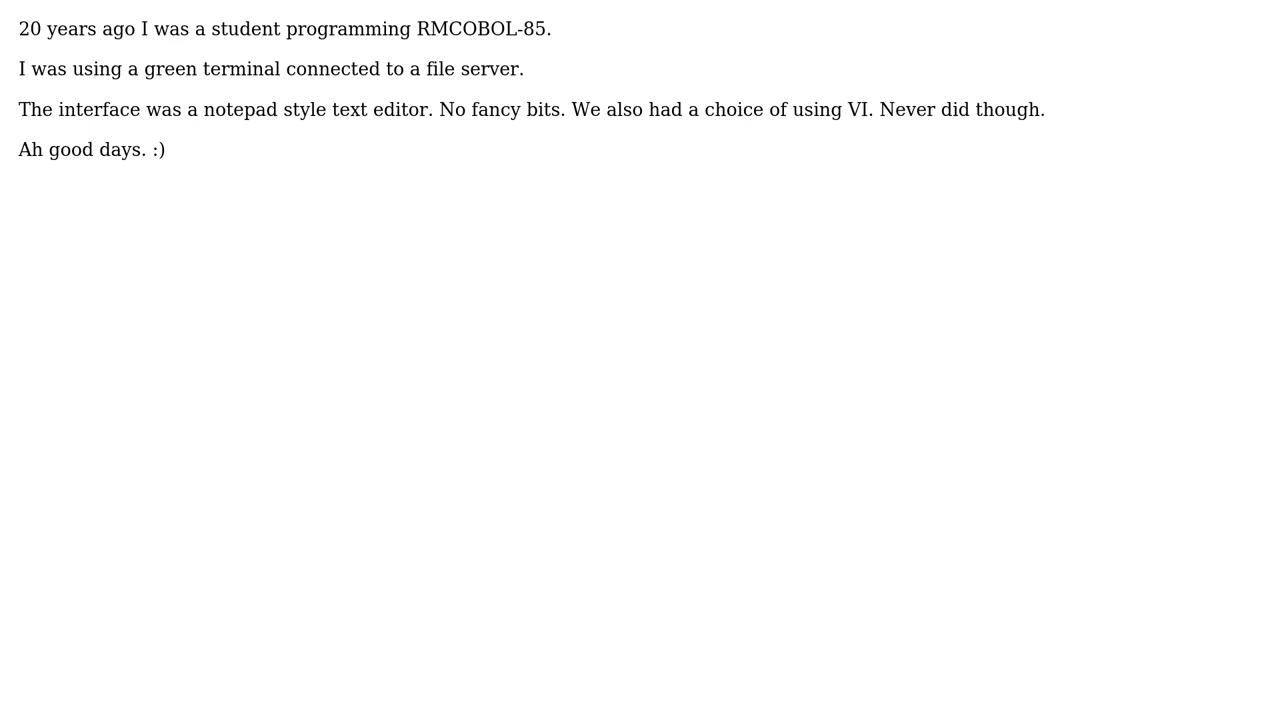 20 years ago I was a student programming RMCOBOL-85.
I was using a green terminal connected to a file server.
The interface was a notepad style text editor. No fancy bits. We also had a choice of using VI. Never did though.
Ah good days. :)